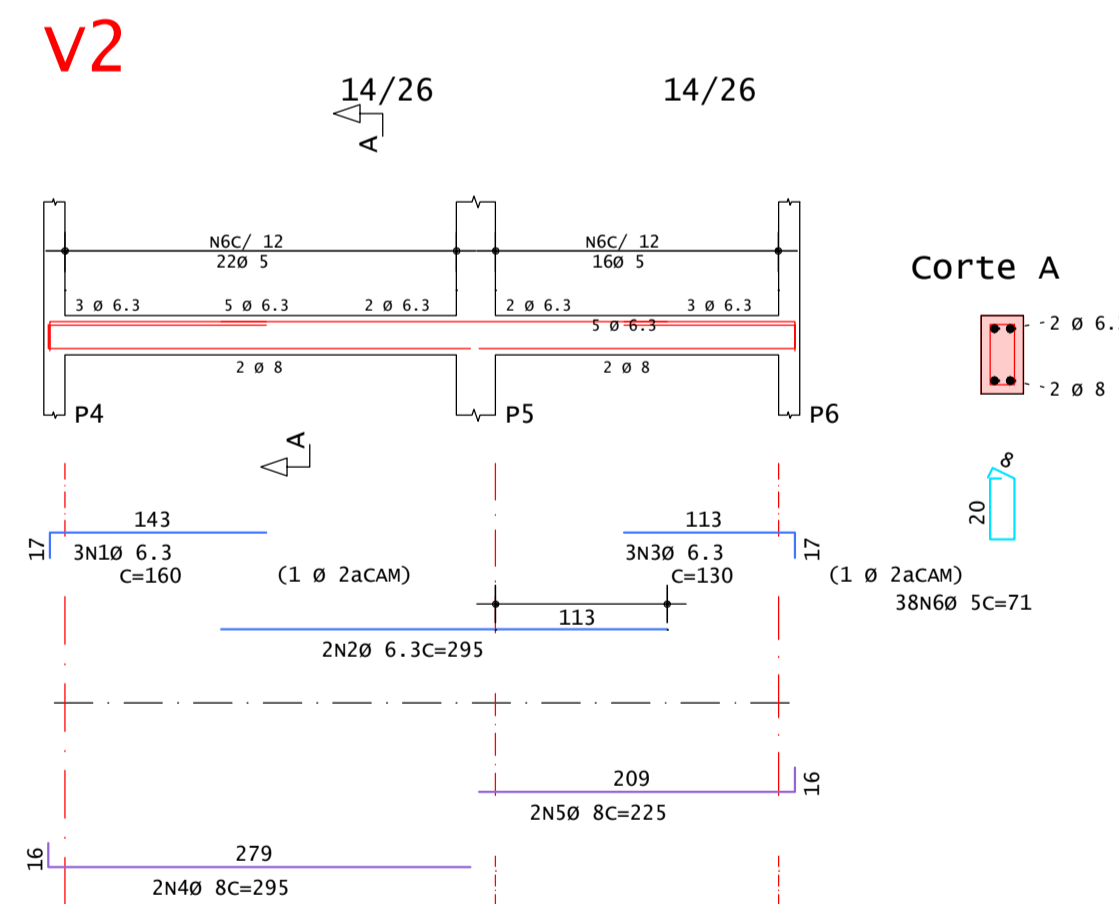 V2
14/26 14/26
A
N6C/ 12 N6C/ 12
22Ø 5 16Ø 5
Corte A
3 Ø 6.3 5 Ø 6.3 2 Ø 6.3 2 Ø 6.3 3 Ø 6.3
5 Ø 6.3
2 Ø 6.
2 Ø 8 2 Ø 8
2 Ø 8
P4 P5 P6
A
8
20
143 113
17 3N1Ø 6.3 3N3Ø 6.3 17
C=160 (1 Ø 2aCAM) C=130 (1 Ø 2aCAM)
38N6Ø 5C=71
113
2N2Ø 6.3C=295
209 16
2N5Ø 8C=225
16 279
2N4Ø 8C=295